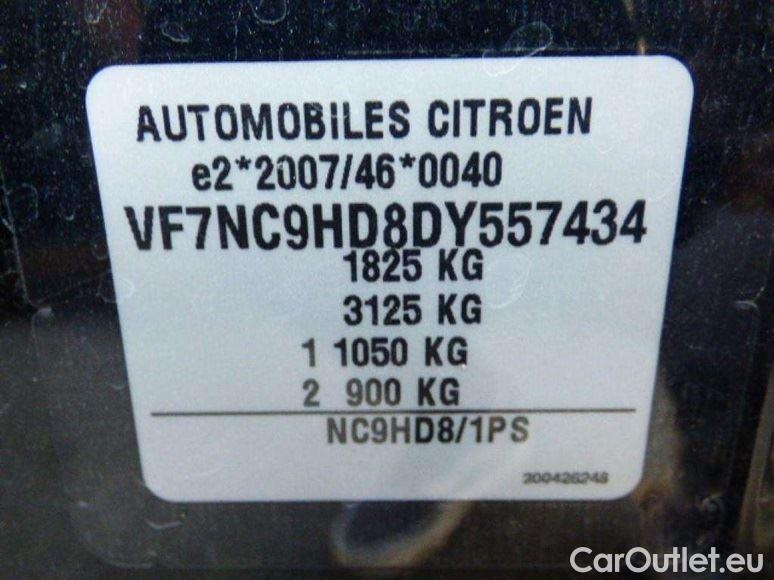 AUTOMOBILES CITROEN
e2*2007/46*0040
VF7NC9HD8DY557434
1825 KG
3125 KG
1 1050 KG
2 900 KG
NC9HD8/1PS
200426248
CarOutlet.eu